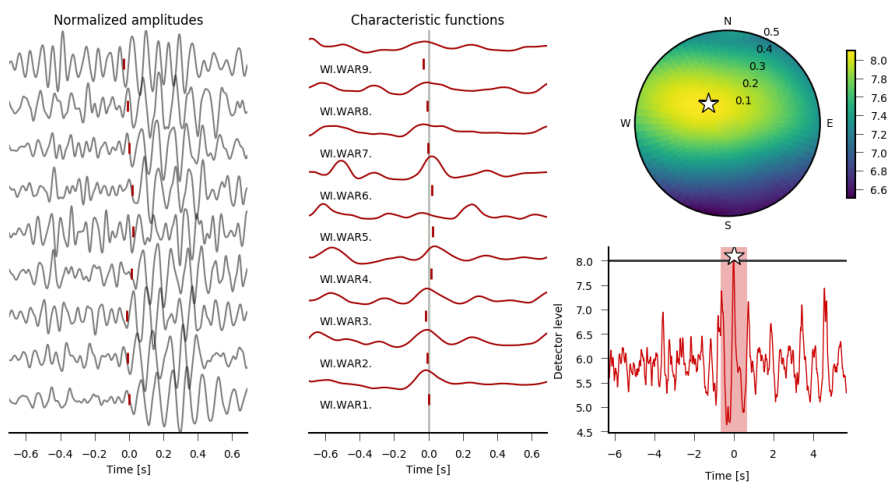 Normalized amplitudes
−0.6 −0.4 −0.2 0.0 0.2 0.4 0.6
Time [s]
Characteristic functions
WI.WAR9.
WI.WAR8.
WI.WAR7.
WI.WAR6.
WI.WAR5.
WI.WAR4.
WI.WAR3.
WI.WAR2.
WI.WAR1.
−0.6 −0.4 −0.2 0.0 0.2 0.4 0.6
Time [s]
N
0.5
0.4
0.3
0.2
0.1
W
E
S
8.0
7.8
7.6
7.4
7.2
7.0
6.8
6.6
Detector level
8.0
7.5
7.0
6.5
6.0
5.5
5.0
4.5
−6 −4 −2 0 2 4
Time [s]